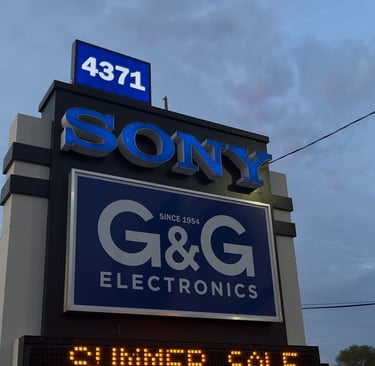 4371
SONY
SINCE 1954
G&G
ELECTRONICS
SUMMER SALE